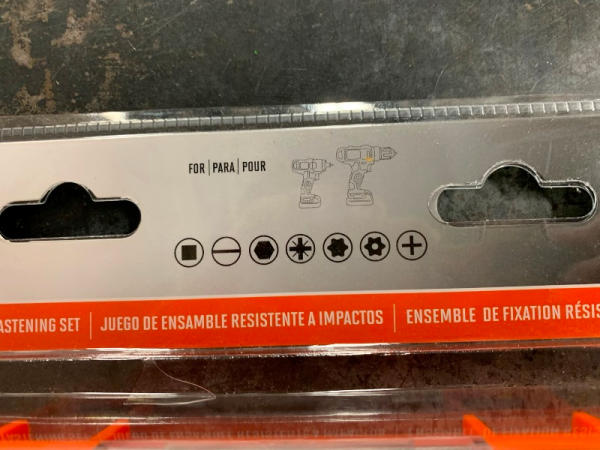 FOR | PARA | POUR
ASTENING SET | JUEGO DE ENSAMBLE RESISTENTE A IMPACTOS | ENSEMBLE DE FIXATION RÉSIS